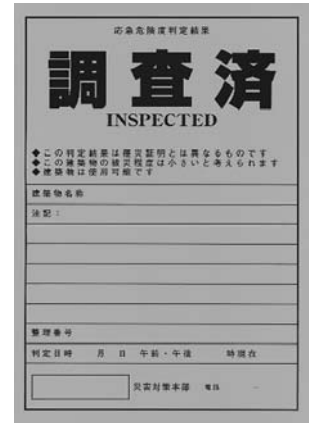 応急危険度判定結果
調査済
INSPECTED
◆この判定結果は罹災証明とは異なるものです
◆この建築物の被災程度は小さいと考えられます
◆建築物は使用可能です
建築物名称
注記：
整理番号
判定日時 月 日 午前・午後 時現在
災害対策本部 電話 −